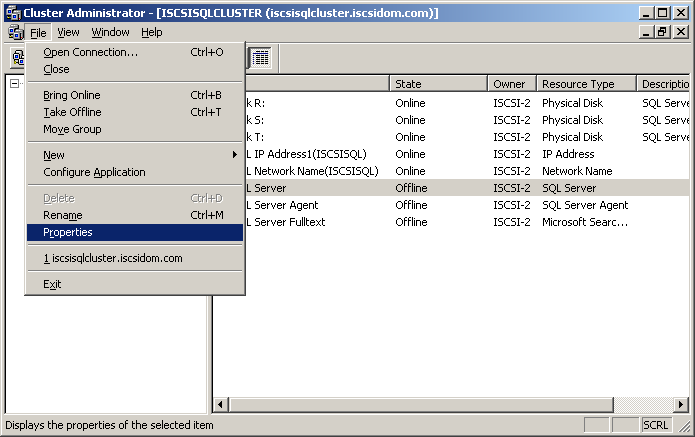 Cluster Administrator - [ISCSISQLCLUSTER (iscsisqlcluster.iscsidom.com)]
File View Window Help
Open Connection... Ctrl+O
Close
Bring Online Ctrl+B
Take Offline Ctrl+T
Move Group
New
Configure Application
Delete Ctrl+D
Rename Ctrl+M
Properties
1 iscsisqlcluster.iscsidom.com
Exit
State Owner Resource Type Descriptio
k R: Online ISCSI-2 Physical Disk SQL Serve
k S: Online ISCSI-2 Physical Disk SQL Serve
k T: Online ISCSI-2 Physical Disk SQL Serve
L IP Address1(ISCSISQL) Online ISCSI-2 IP Address
L Network Name(ISCSISQL) Online ISCSI-2 Network Name
L Server Offline ISCSI-2 SQL Server
L Server Agent Offline ISCSI-2 SQL Server Agent
L Server Fulltext Offline ISCSI-2 Microsoft Searc...
Displays the properties of the selected item SCRL